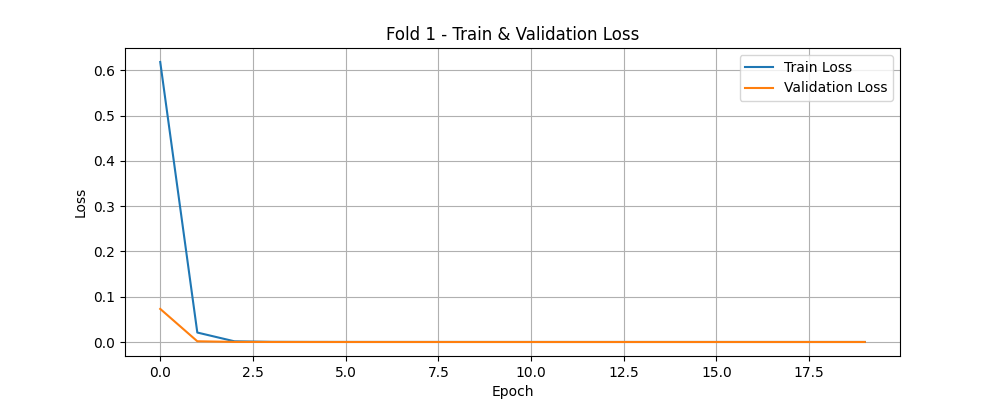 Fold 1 - Train & Validation Loss
Train Loss
Validation Loss
Loss
0.6
0.5
0.4
0.3
0.2
0.1
0.0
0.0 2.5 5.0 7.5 10.0 12.5 15.0 17.5
Epoch